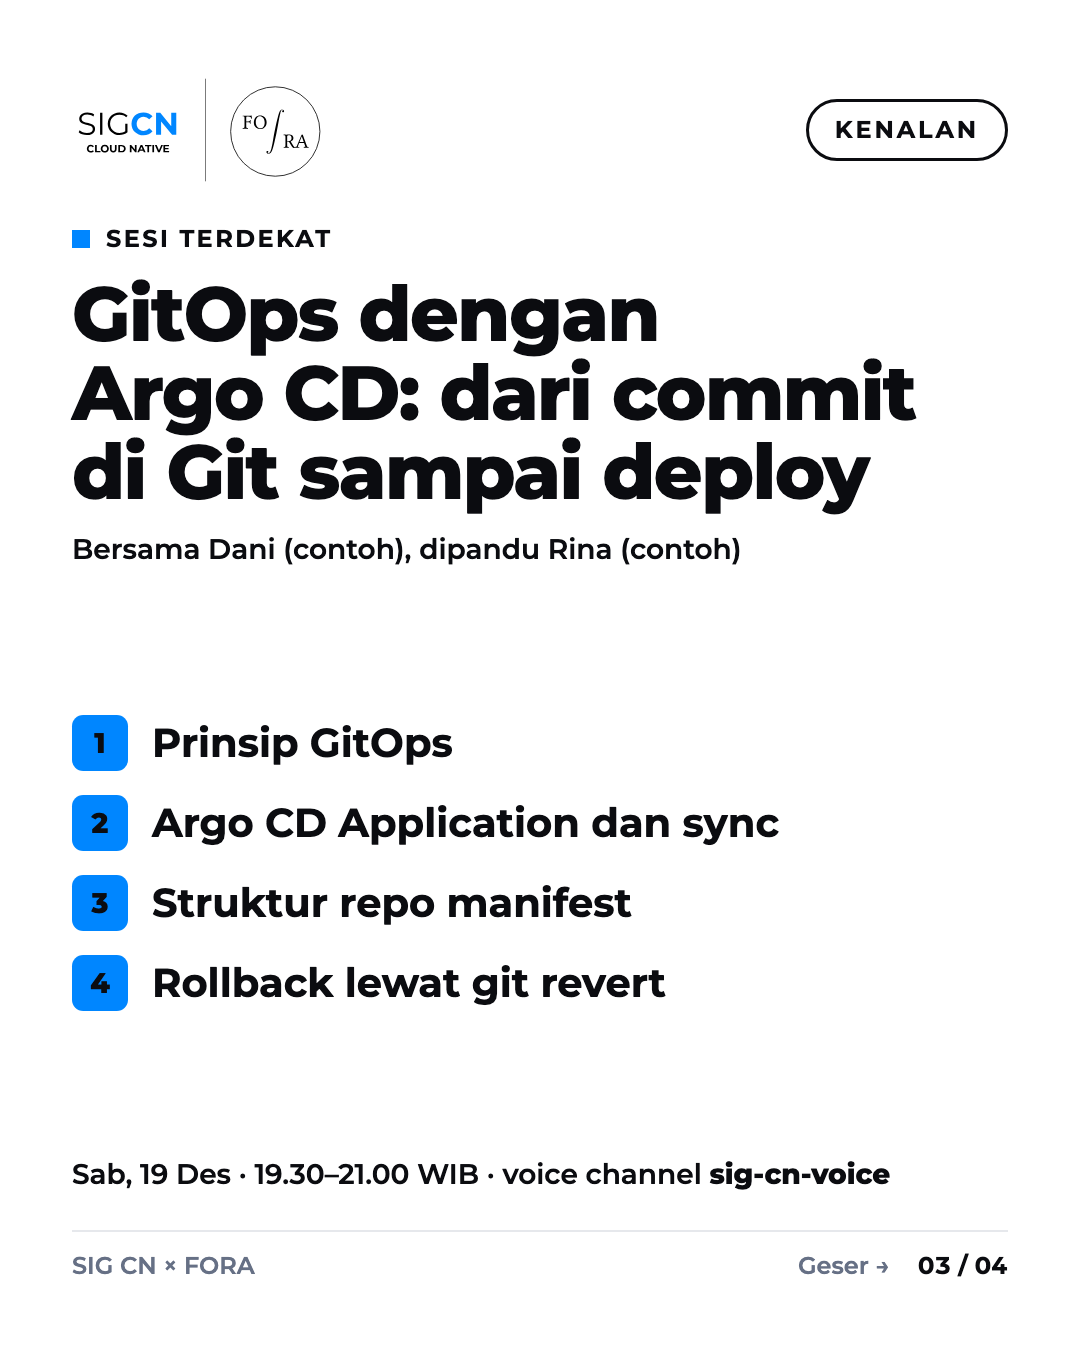 SIGCN
CLOUD NATIVE
FO∫RA
KENALAN
SESI TERDEKAT
GitOps dengan
Argo CD: dari commit
di Git sampai deploy
Bersama Dani (contoh), dipandu Rina (contoh)
1 Prinsip GitOps
2 Argo CD Application dan sync
3 Struktur repo manifest
4 Rollback lewat git revert
Sab, 19 Des · 19.30–21.00 WIB · voice channel sig-cn-voice
SIG CN × FORA
Geser → 03 / 04